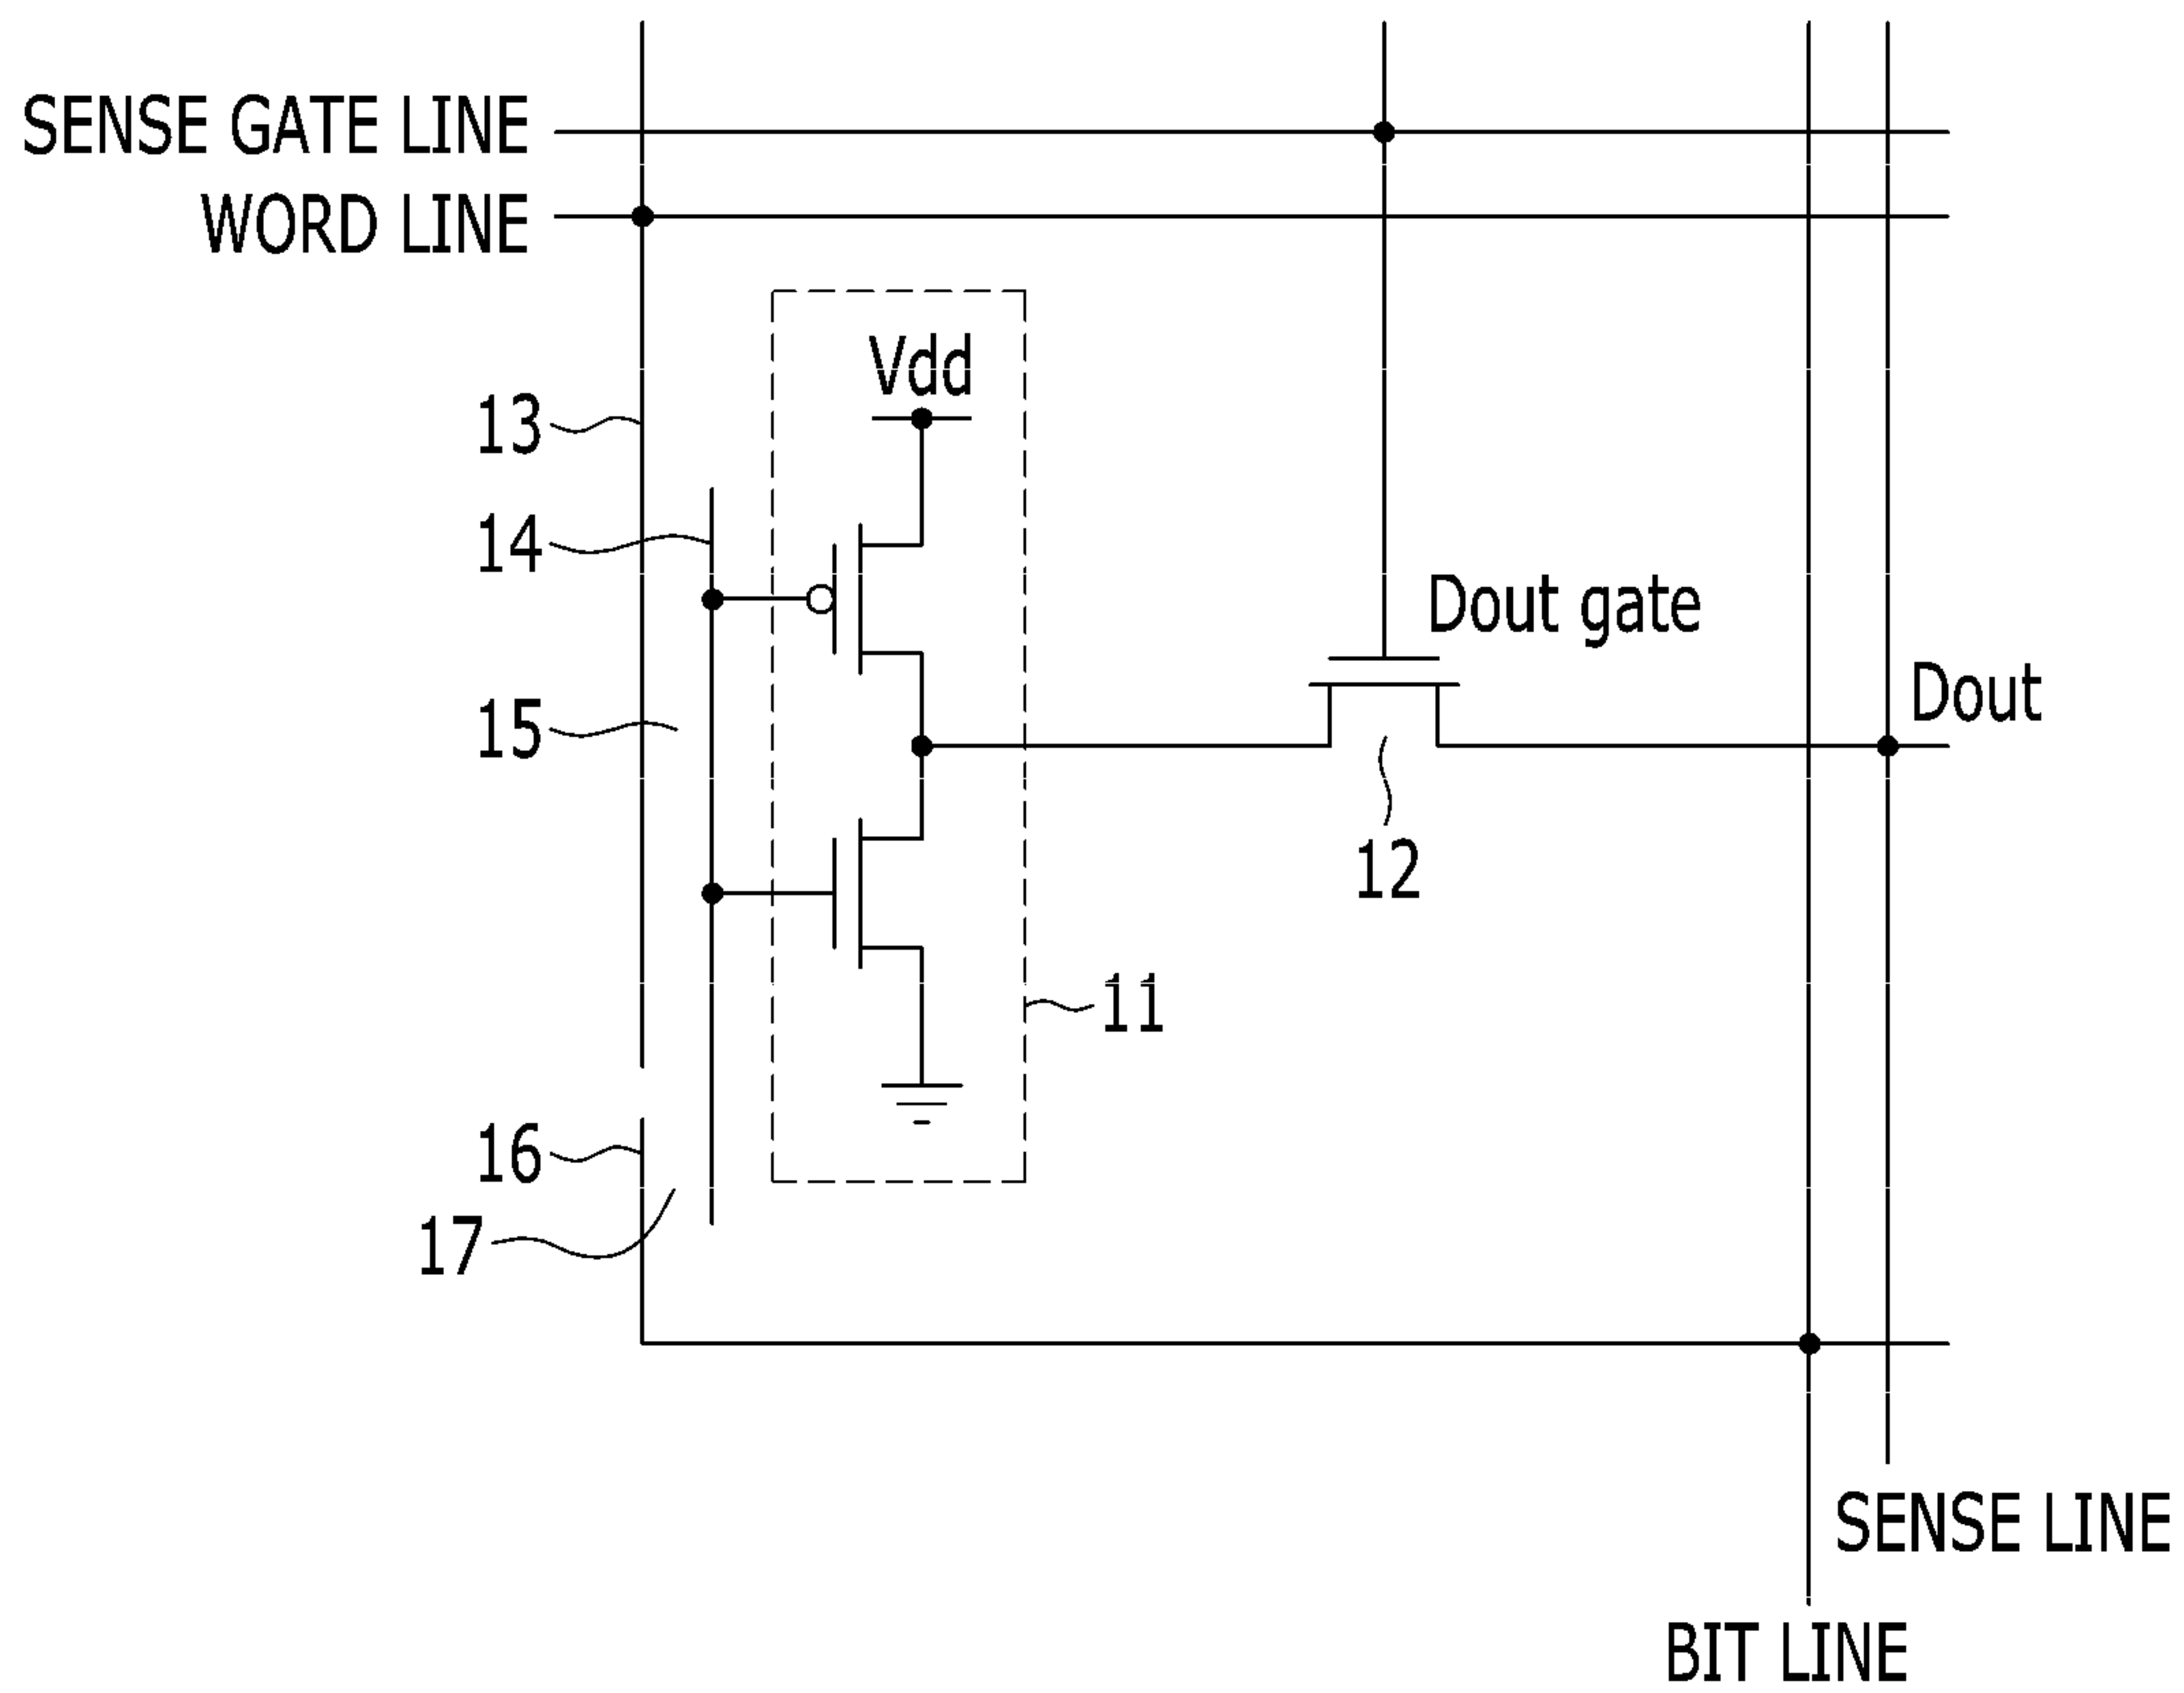 SENSE GATE LINE
WORD LINE
Vdd
13
14
Dout gate
Dout
15
12
11
16
17
SENSE LINE
BIT LINE